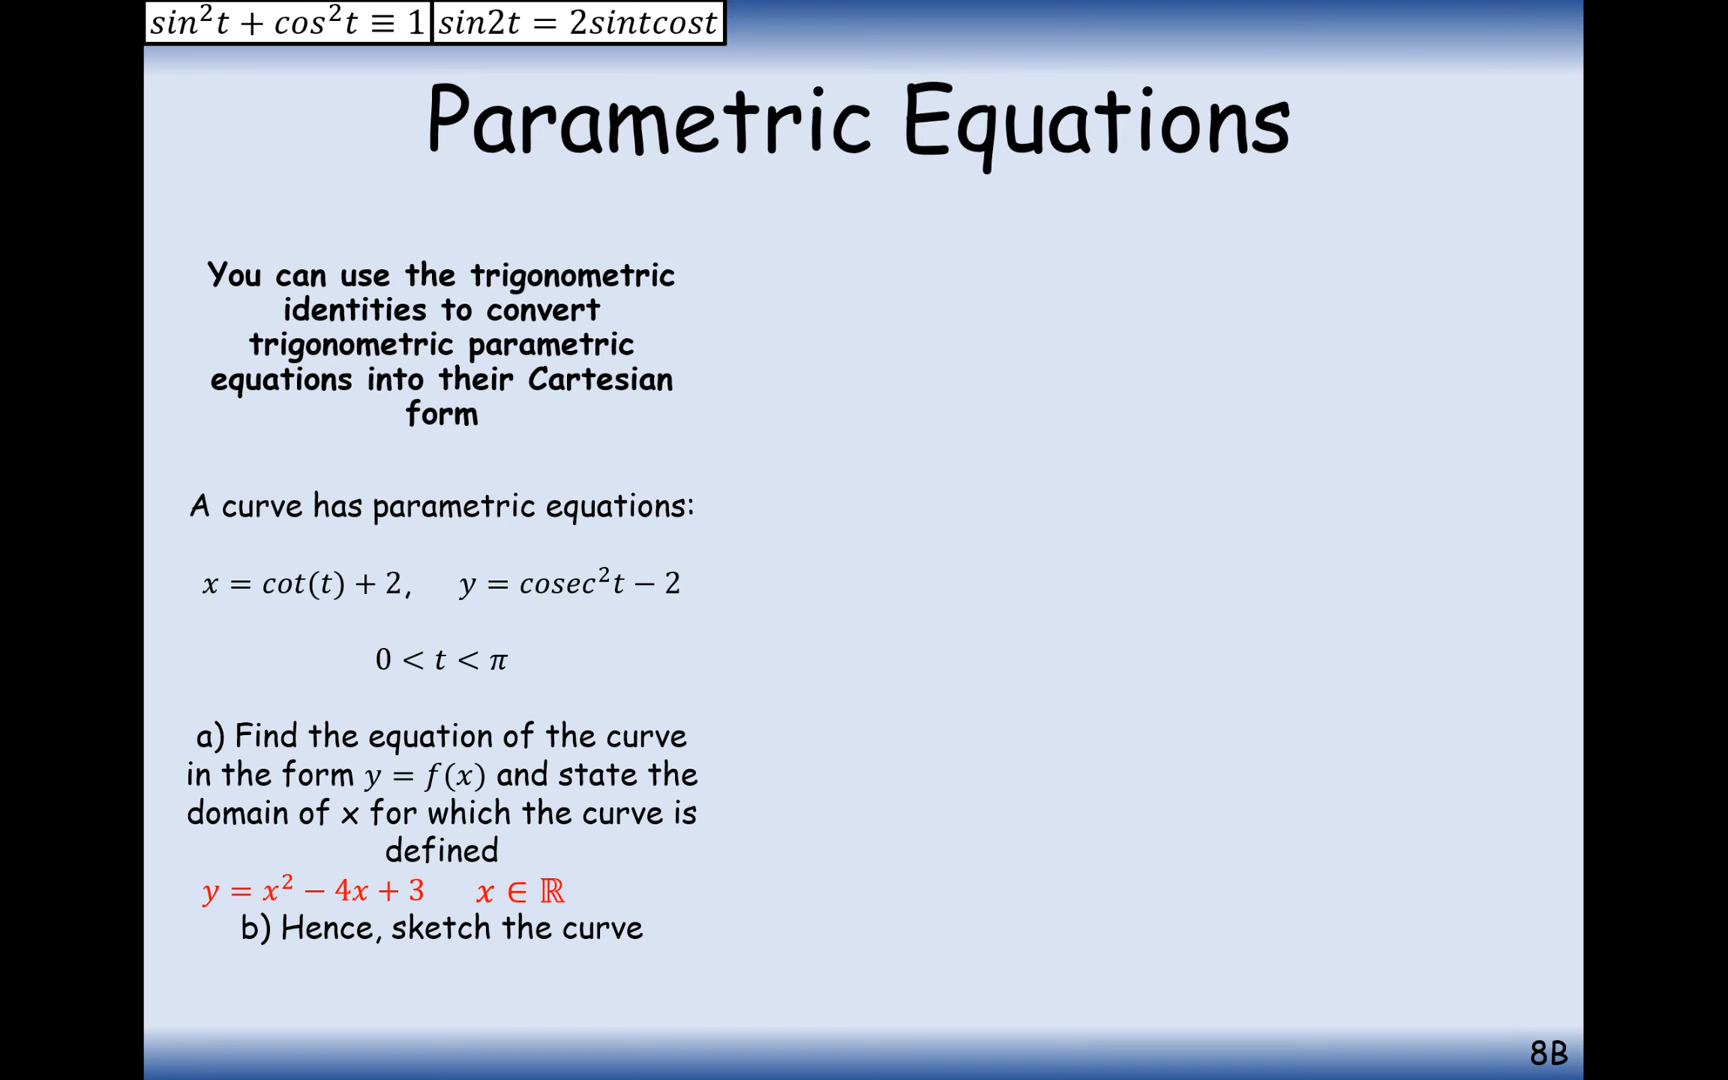 sin²t + cos²t ≡ 1 sin2t = 2sintcost
Parametric Equations
You can use the trigonometric
identities to convert
trigonometric parametric
equations into their Cartesian
form
A curve has parametric equations:
x = cot(t) + 2, y = cosec²t − 2
0 < t < π
a) Find the equation of the curve
in the form y = f(x) and state the
domain of x for which the curve is
defined
y = x² − 4x + 3 x ∈ ℝ
b) Hence, sketch the curve
8B